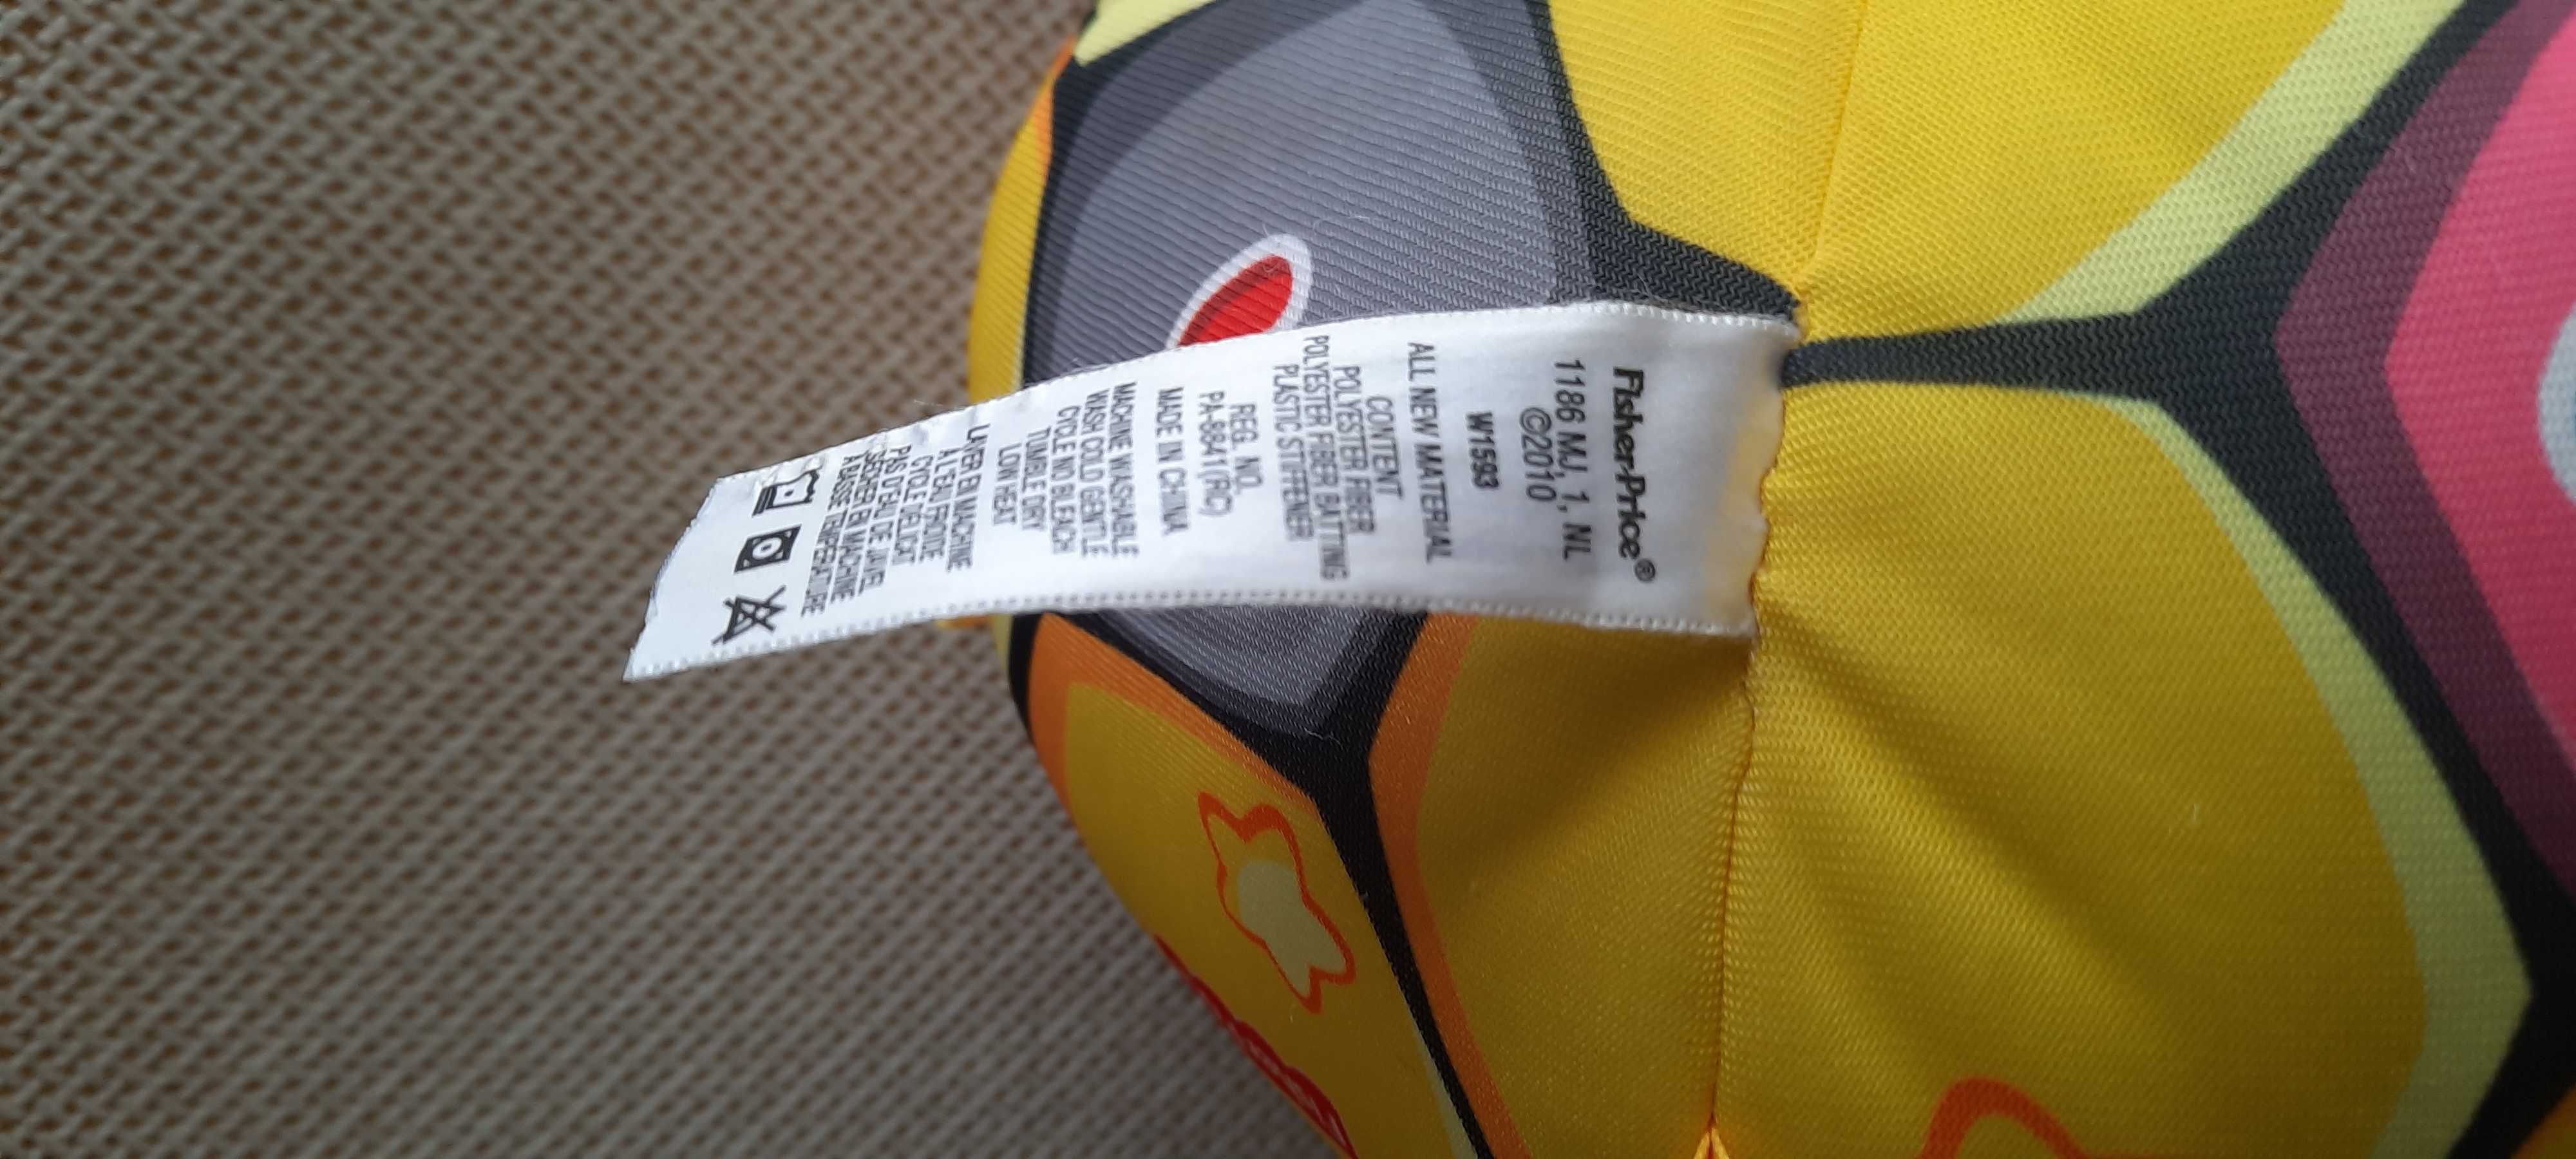 Fisher-Price®
1186 MJ, 1, NL
©2010
W1593
ALL NEW MATERIAL
CONTENT
POLYESTER FIBER
POLYESTER FIBER BATTING
PLASTIC STIFFENER
REG. NO.
PA-8841(RC)
MADE IN CHINA
MACHINE WASHABLE
WASH COLD GENTLE
CYCLE NO BLEACH
TUMBLE DRY
LOW HEAT
LAVER EN MACHINE
A L'EAU FROIDE
CYCLE DELICAT
PAS D'EAU DE JAVEL
SÉCHER EN MACHINE
A BASSE TEMPERATURE